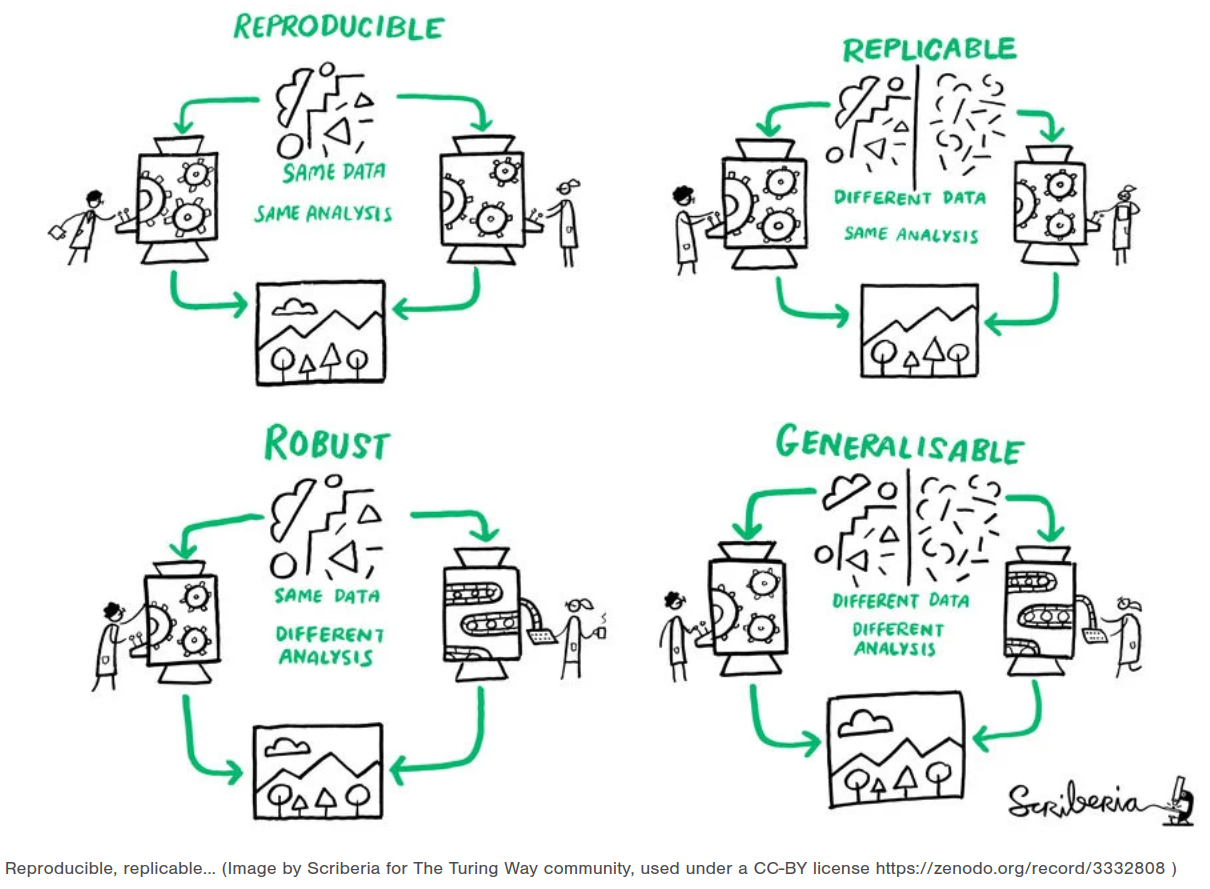 REPRODUCIBLE
SAME DATA
SAME ANALYSIS
REPLICABLE
DIFFERENT DATA
SAME ANALYSIS
ROBUST
SAME DATA
DIFFERENT
ANALYSIS
GENERALISABLE
DIFFERENT DATA
DIFFERENT
ANALYSIS
Scriberia
Reproducible, replicable... (Image by Scriberia for The Turing Way community, used under a CC-BY license https://zenodo.org/record/3332808 )